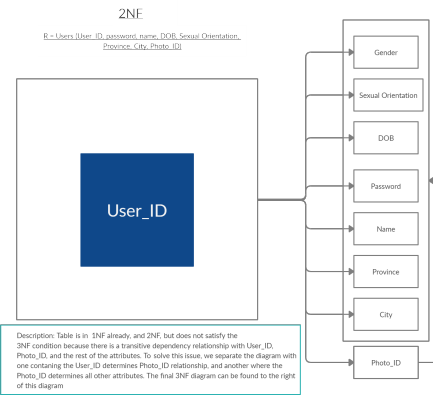 2NF
R = Users (User_ID, password, name, DOB, Sexual Orientation,
Province, City, Photo_ID)
Gender
Sexual Orientation
DOB
User_ID
Password
Name
Province
City
Photo_ID
Description: Table is in 1NF already, and 2NF, but does not satisfy the
3NF condition because there is a transitive dependency relationship with User_ID,
Photo_ID, and the rest of the attributes. To solve this issue, we separate the diagram with
one contaning the User_ID determines Photo_ID relationship, and another where the
Photo_ID determines all other attributes. The final 3NF diagram can be found to the right
of this diagram